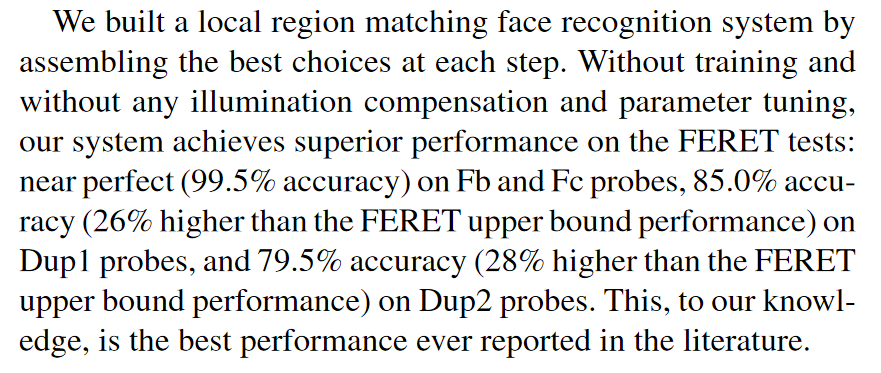 We built a local region matching face recognition system by
assembling the best choices at each step. Without training and
without any illumination compensation and parameter tuning,
our system achieves superior performance on the FERET tests:
near perfect (99.5% accuracy) on Fb and Fc probes, 85.0% accu-
racy (26% higher than the FERET upper bound performance) on
Dup1 probes, and 79.5% accuracy (28% higher than the FERET
upper bound performance) on Dup2 probes. This, to our knowl-
edge, is the best performance ever reported in the literature.